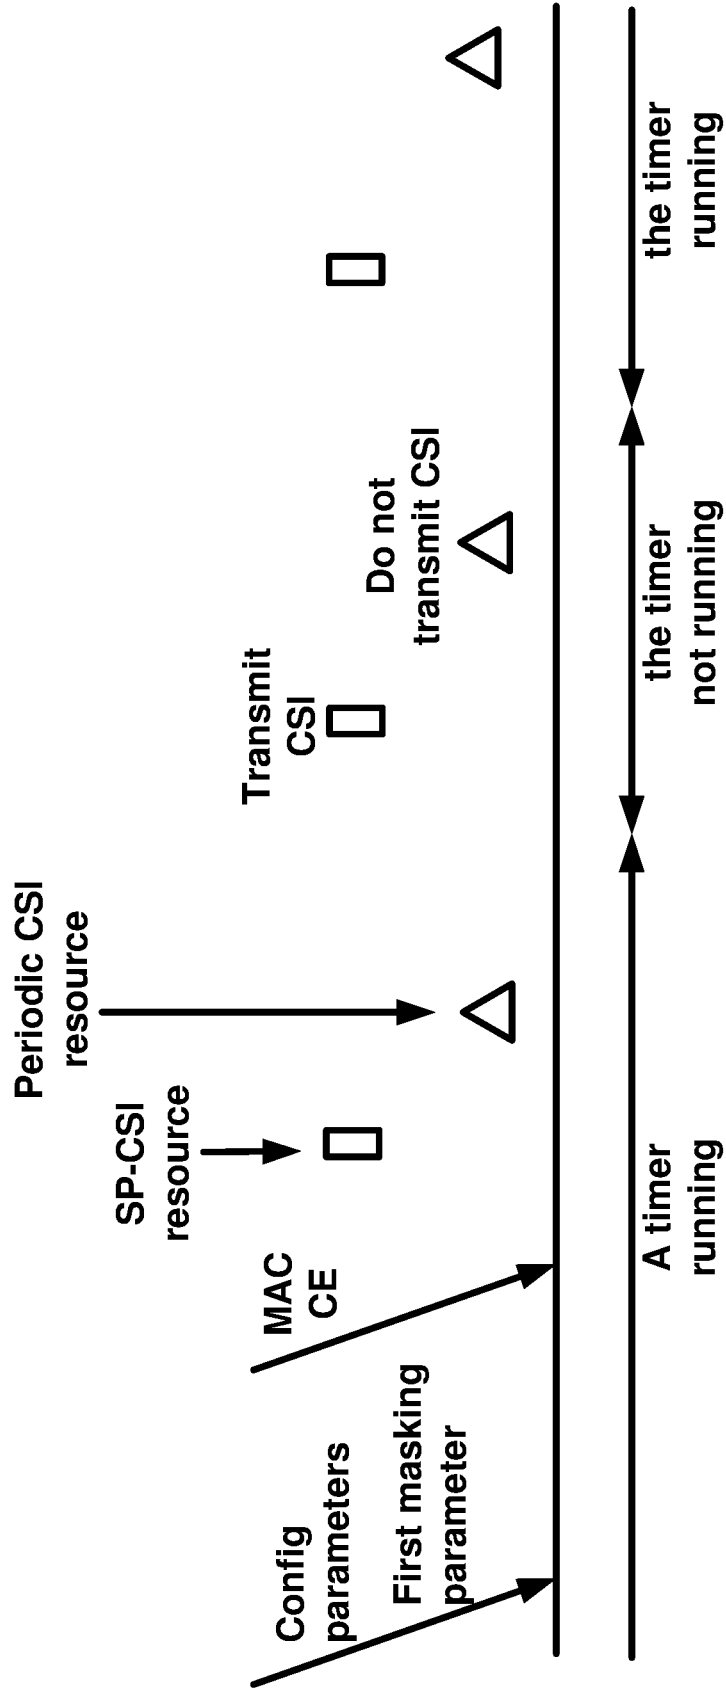 Config
parameters
First masking
parameter
MAC
CE
SP-CSI
resource
Periodic CSI
resource
Transmit
CSI
Do not
transmit CSI
A timer
running
the timer
not running
the timer
running